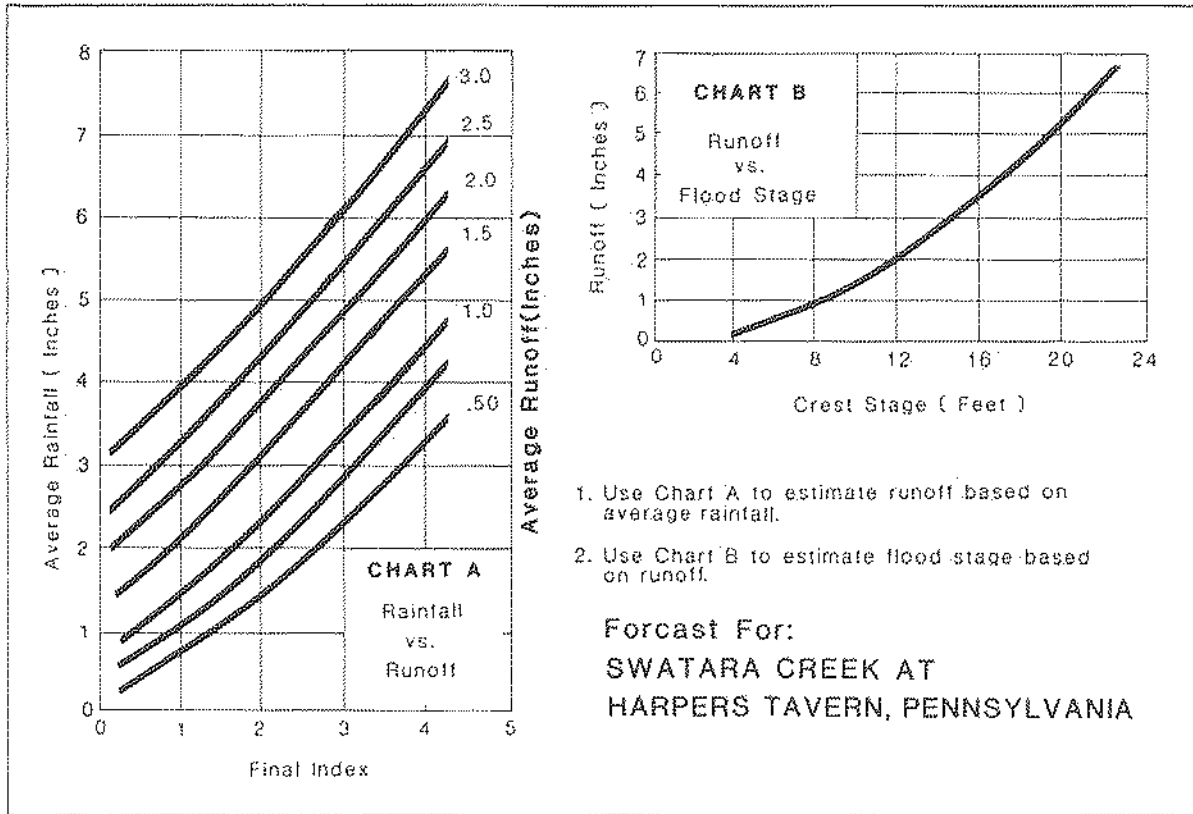 8
7
6
5
4
3
2
1
0
Average Rainfall ( Inches )
0 1 2 3 4 5
Final Index
3.0
2.5
2.0
1.5
1.0
.50
Average Runoff(Inches)
CHART A
Rainfall
vs.
Runoff
7
6
5
4
3
2
1
0
Runoff ( Inches )
CHART B
Runoff
vs.
Flood Stage
0 4 8 12 16 20 24
Crest Stage ( Feet )
1. Use Chart A to estimate runoff based on
average rainfall.
2. Use Chart B to estimate flood stage based
on runoff.
Forcast For:
SWATARA CREEK AT
HARPERS TAVERN, PENNSYLVANIA